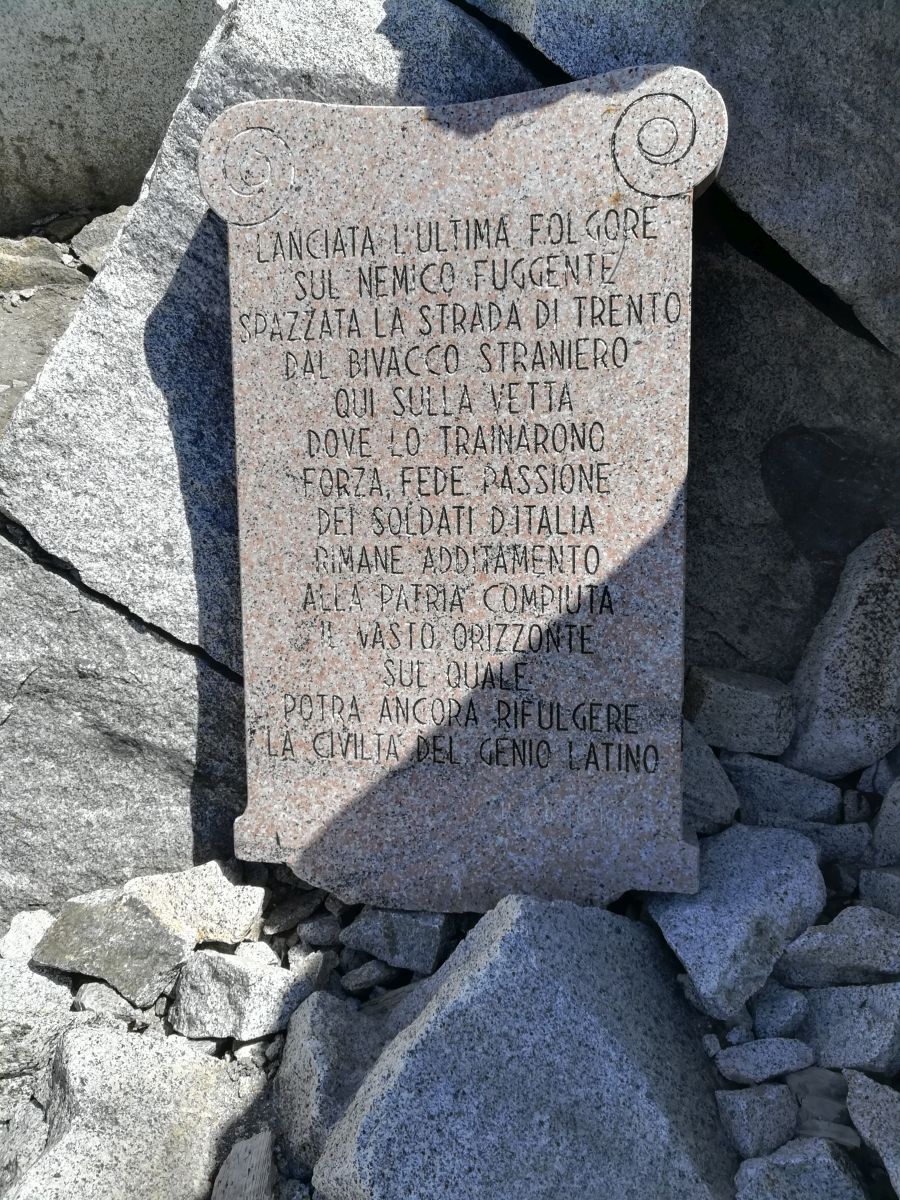 LANCIATA L'ULTIMA FOLGORE
SUL NEMICO FUGGENTE
SPAZZATA LA STRADA DI TRENTO
DAL BIVACCO STRANIERO
QUI SULLA VETTA
DOVE LO TRAINARONO
FORZA, FEDE PASSIONE
DEI SOLDATI D'ITALIA
RIMANE ADDITAMENTO
ALLA PATRIA COMPIUTA
IL VASTO ORIZZONTE
SUL QUALE
POTRA ANCORA RIFULGERE
LA CIVILTA DEL GENIO LATINO